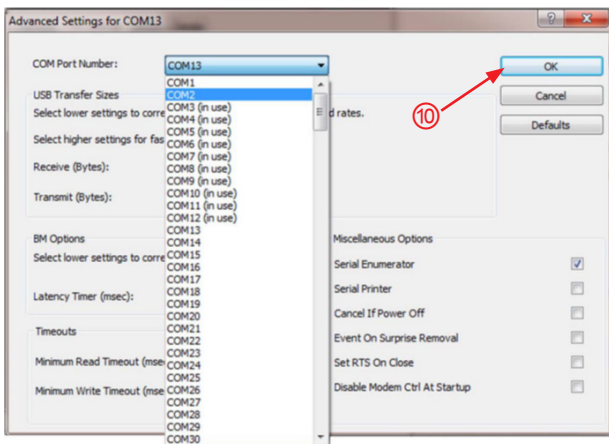 Advanced Settings for COM13
COM Port Number:
COM13
OK
Cancel
Defaults
USB Transfer Sizes
Select lower settings to corre
d rates.
Select higher settings for fas
Receive (Bytes):
Transmit (Bytes):
COM1
COM2
COM3 (in use)
COM4 (in use)
COM5 (in use)
COM6 (in use)
COM7 (in use)
COM8 (in use)
COM9 (in use)
COM10 (in use)
COM11 (in use)
COM12 (in use)
COM13
COM14
COM15
COM16
COM17
COM18
COM19
COM20
COM21
COM22
COM23
COM24
COM25
COM26
COM27
COM28
COM29
COM30
⑩
BM Options
Select lower settings to corre
Latency Timer (msec):
Timeouts
Minimum Read Timeout (mse
Minimum Write Timeout (mse
Miscellaneous Options
Serial Enumerator
Serial Printer
Cancel If Power Off
Event On Surprise Removal
Set RTS On Close
Disable Modem Ctrl At Startup